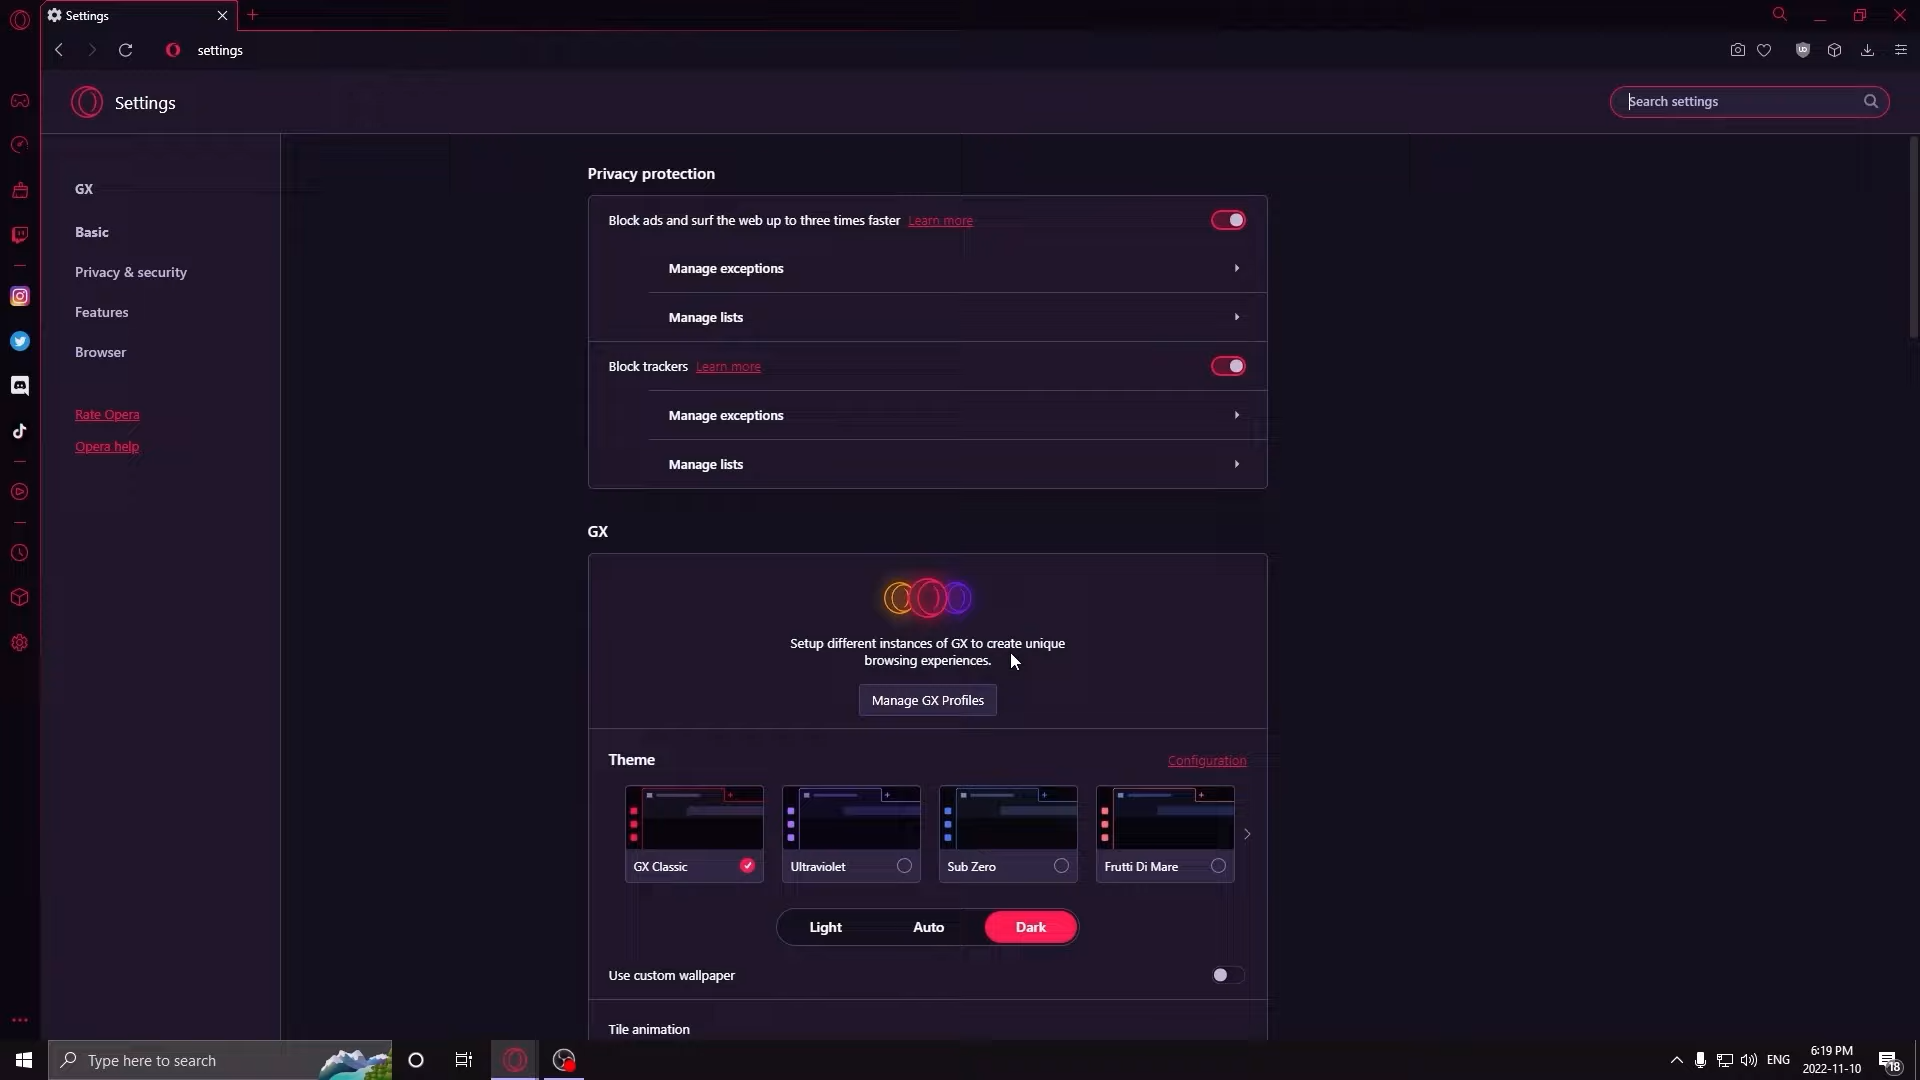 Settings
settings
Settings
Search settings
GX
Basic
Privacy & security
Features
Browser
Rate Opera
Opera help
Privacy protection
Block ads and surf the web up to three times faster Learn more
Manage exceptions
Manage lists
Block trackers Learn more
Manage exceptions
Manage lists
GX
Setup different instances of GX to create unique
browsing experiences.
Manage GX Profiles
Theme
Configuration
GX Classic
Ultraviolet
Sub Zero
Frutti Di Mare
Light
Auto
Dark
Use custom wallpaper
Tile animation
Type here to search
ENG
6:19 PM
2022-11-10
18